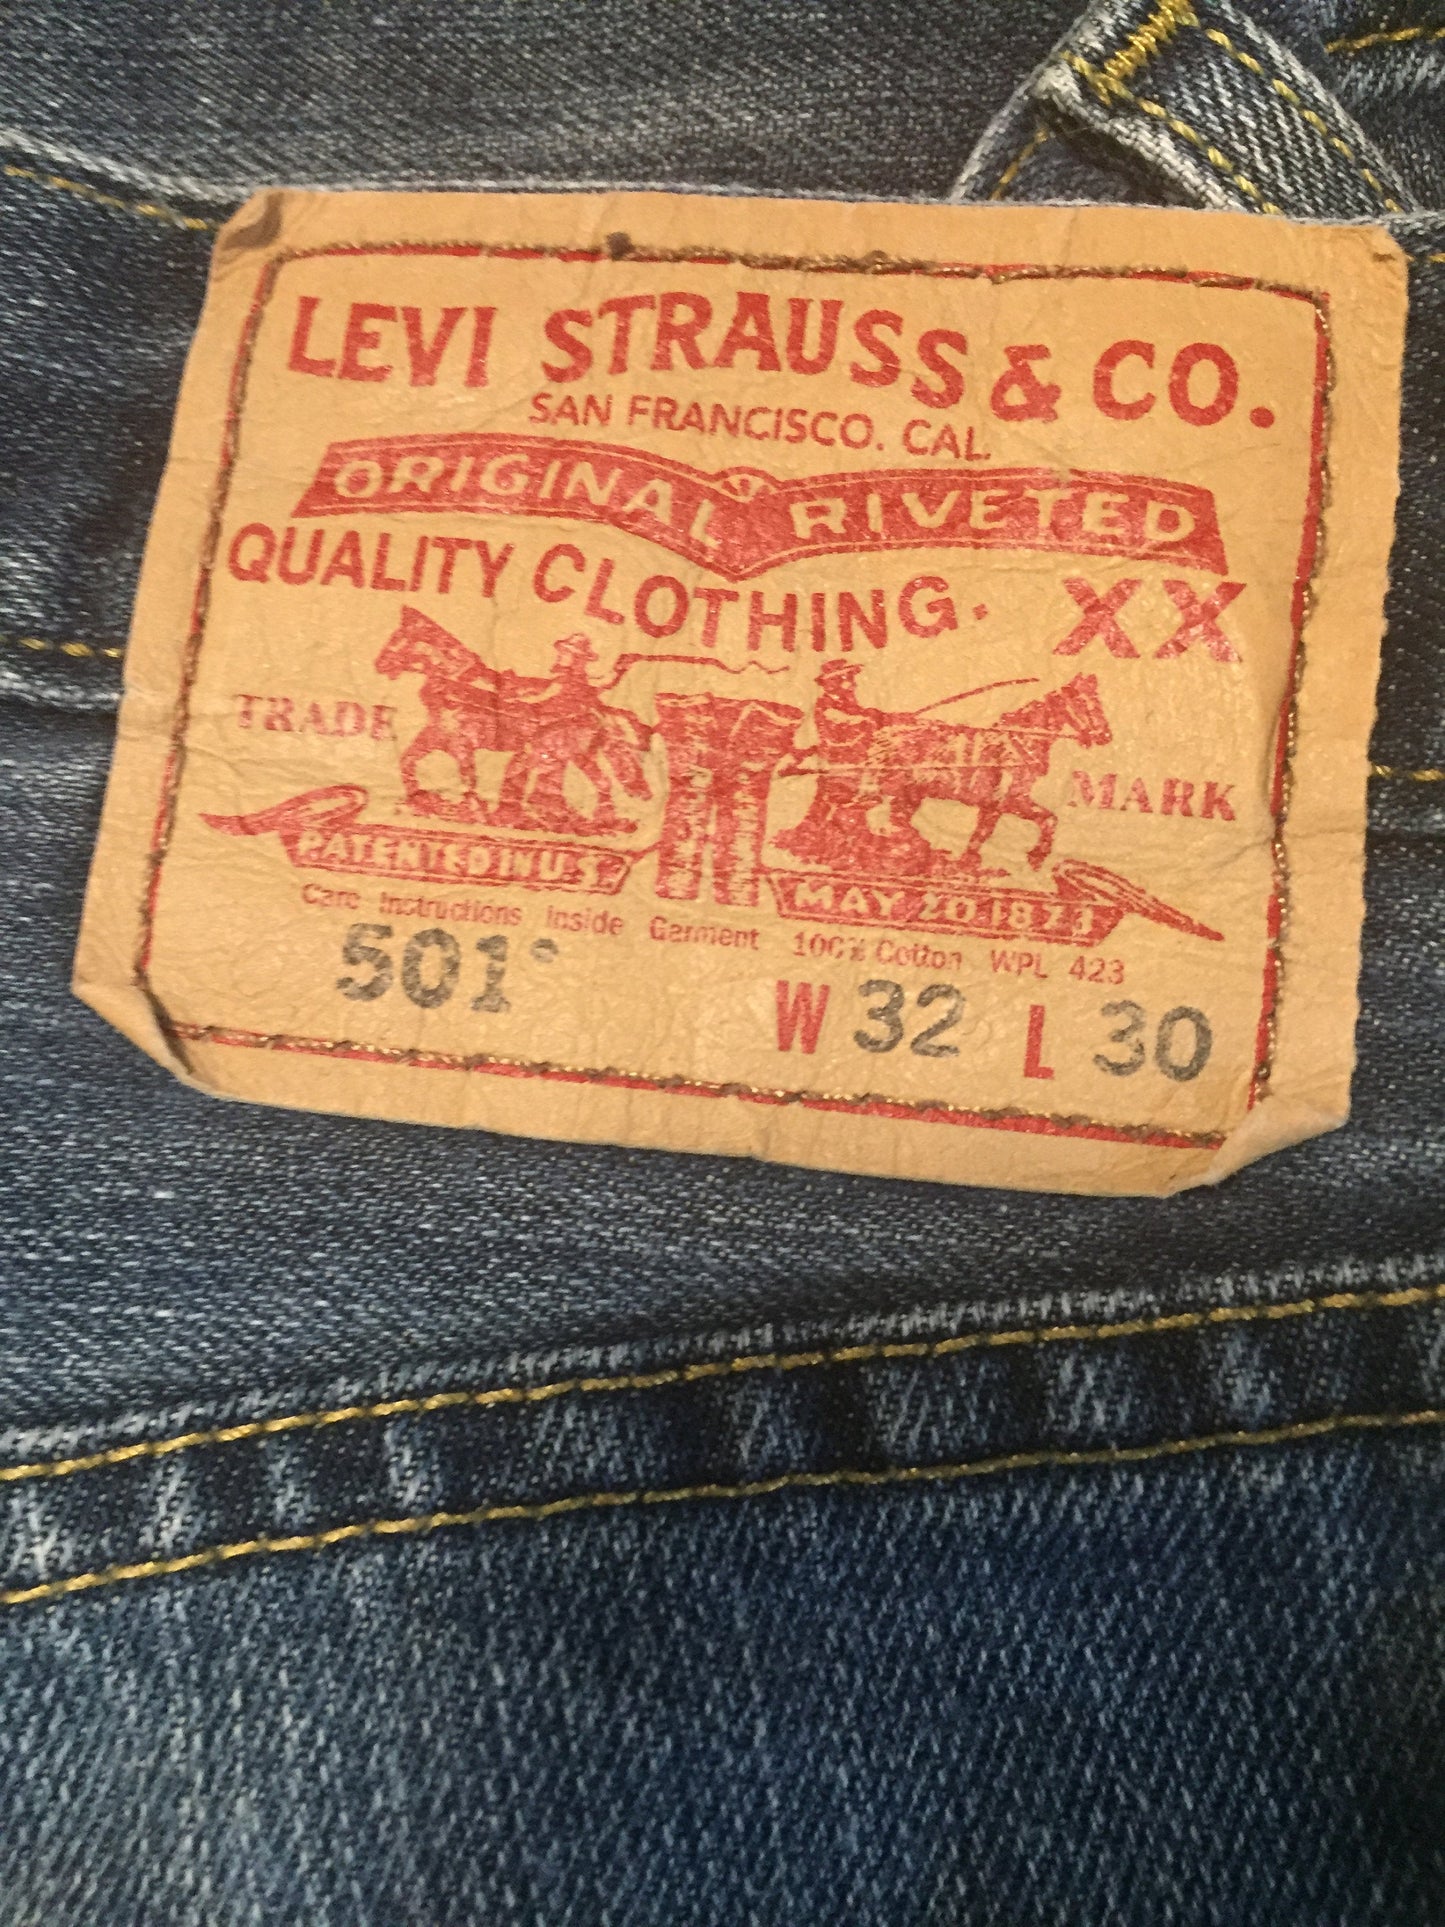 LEVI STRAUSS & CO.
SAN FRANCISCO. CAL.
ORIGINAL RIVETED
QUALITY CLOTHING. XX
TRADE MARK
PATENTED IN U.S. MAY 20 1873
Care Instructions Inside Garment 100% Cotton WPL 423
501° W 32 L 30